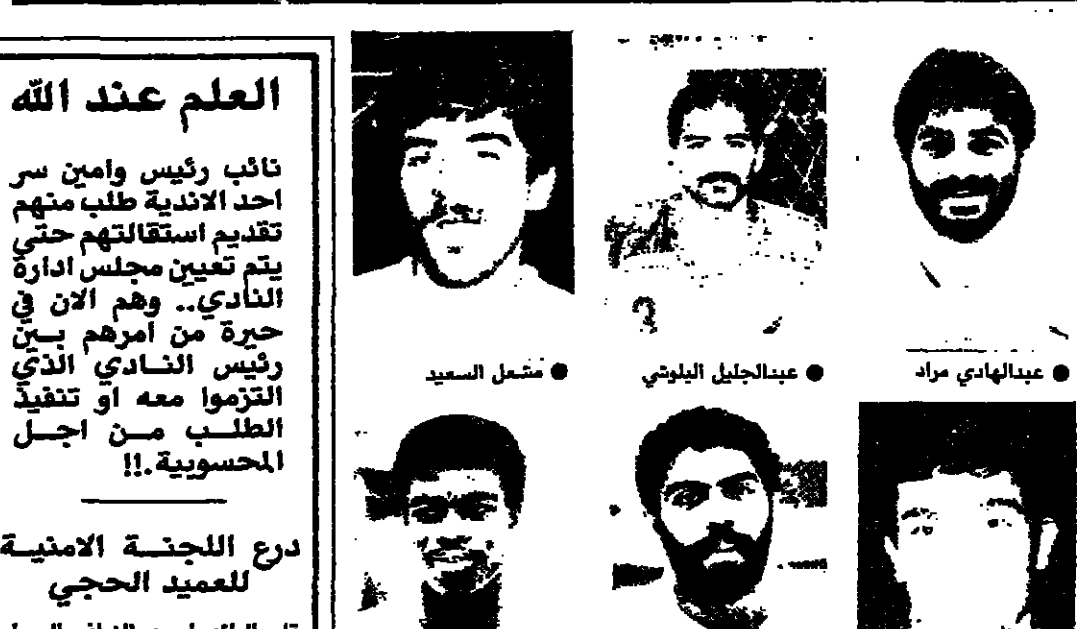 عبدالهادي مراد
عبدالجليل البلوشي
مشعل السعيد
العلم عند الله
نائب رئيس وامين سر
احد الاندية طلب منهم
تقديم استقالتهم حتى
يتم تعيين مجلس ادارة
النادي.. وهم الان في
حيرة من امرهم بين
رئيس النادي الذي
التزموا معه او تنفيذ
الطلب من اجل
المحسوبية.!!
درع اللجنة الامنية
للعميد الحجي